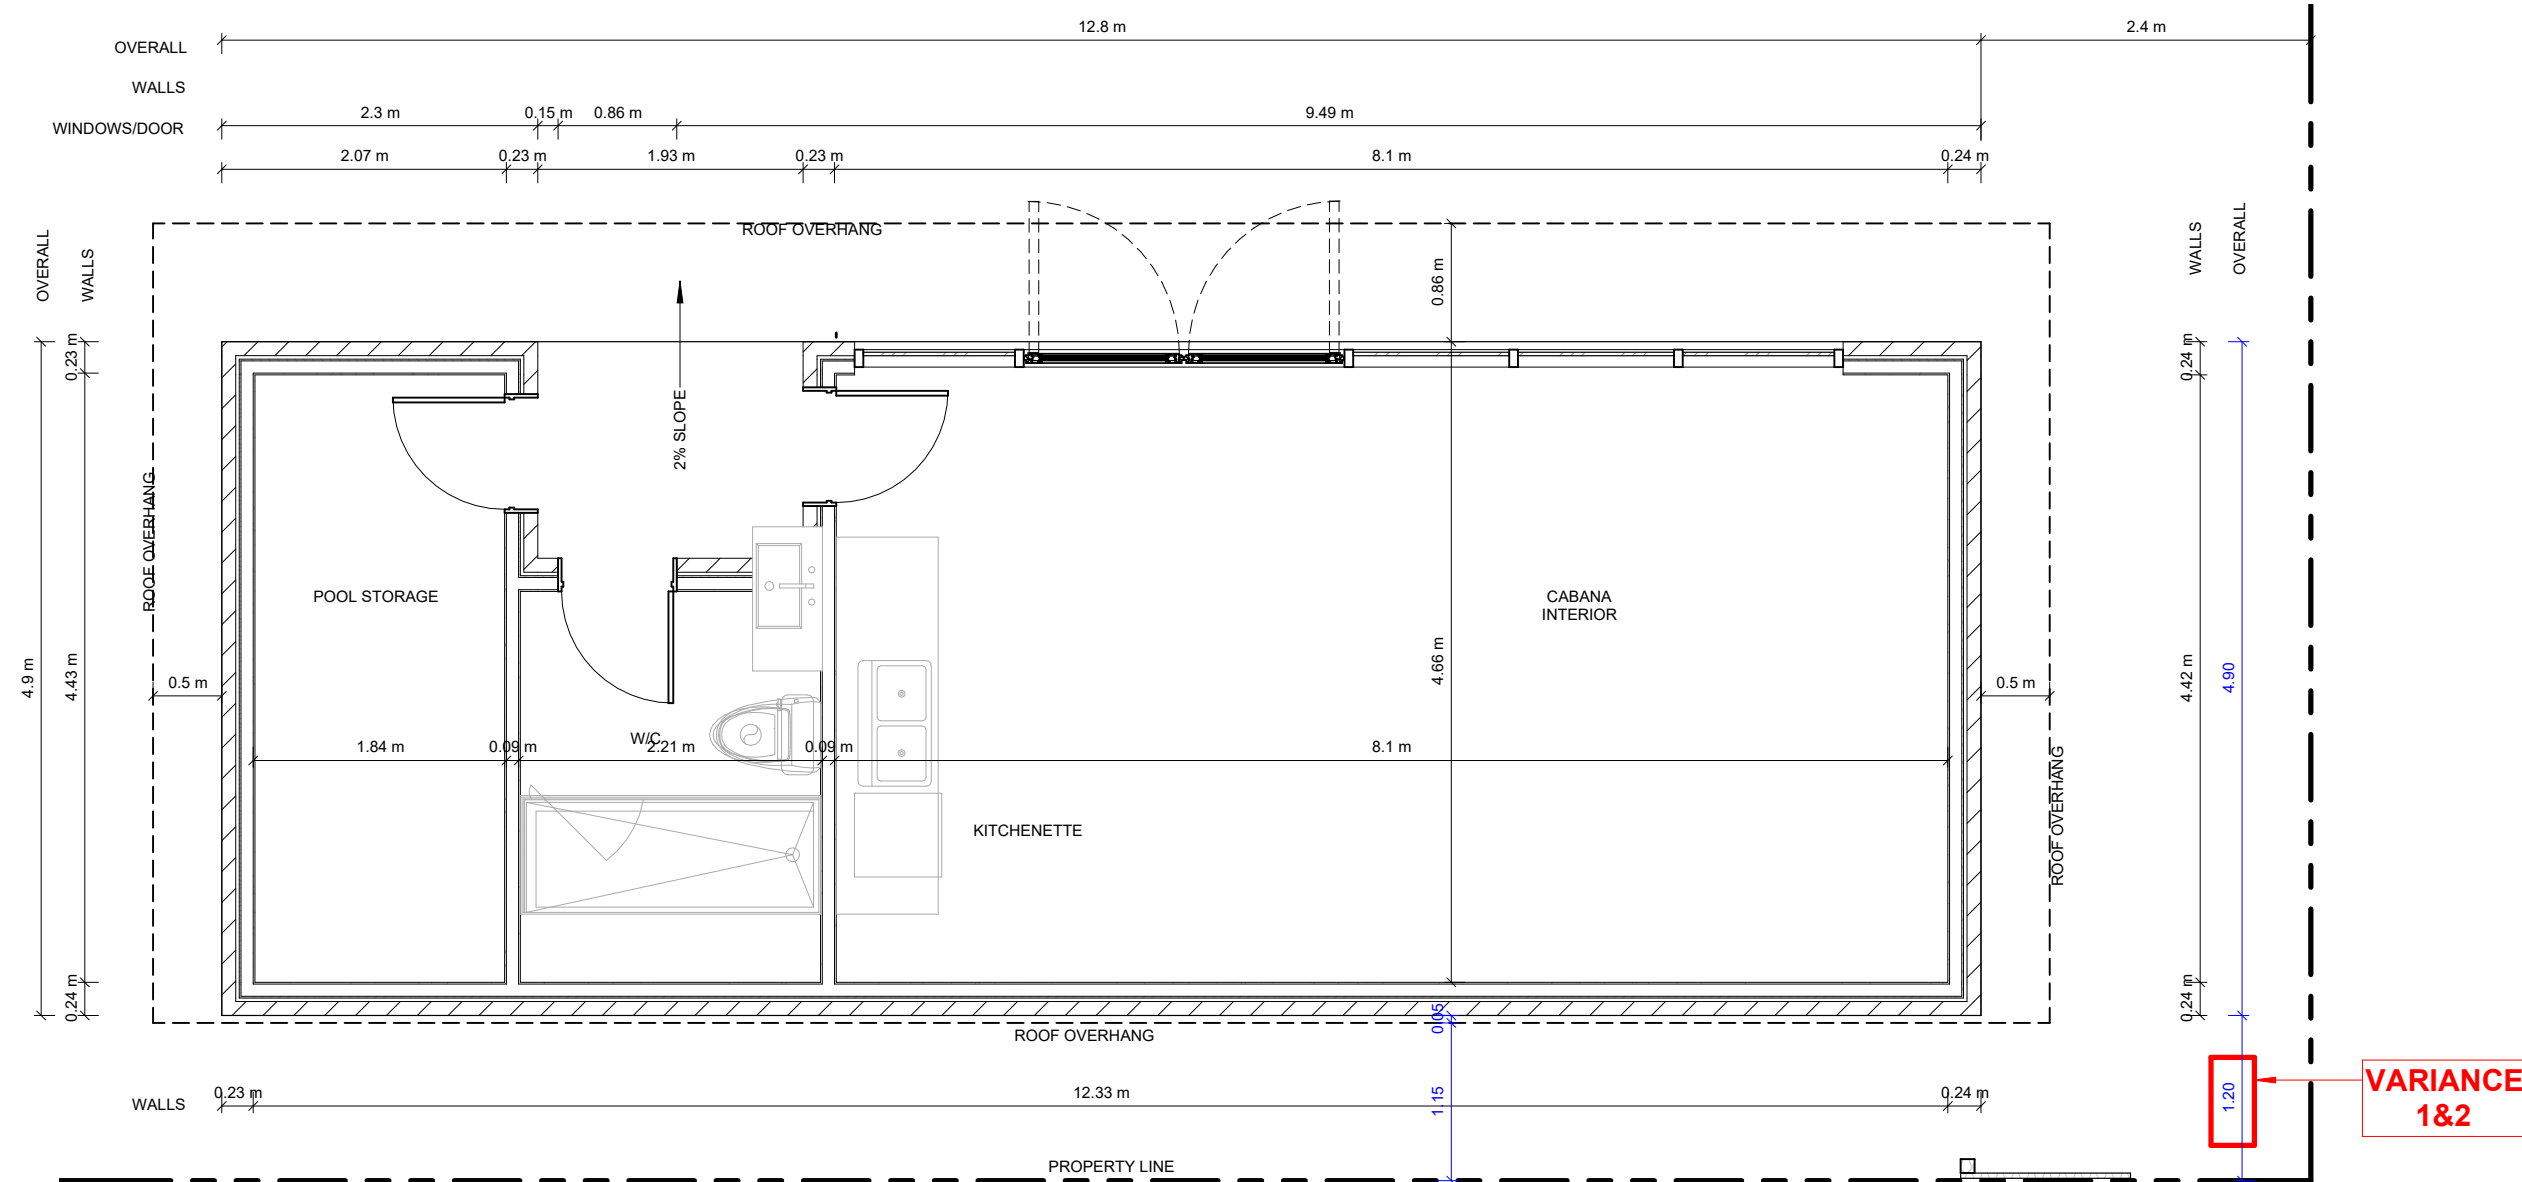 12.8 m
2.4 m
OVERALL
WALLS
2.3 m
0.15 m
0.86 m
9.49 m
WINDOWS/DOOR
2.07 m
0.23 m
1.93 m
0.23 m
8.1 m
0.24 m
OVERALL
WALLS
ROOF OVERHANG
WALLS
OVERALL
0.86 m
0.23 m
0.24 m
2% SLOPE
ROOF OVERHANG
POOL STORAGE
CABANA
INTERIOR
4.9 m
4.43 m
0.5 m
4.66 m
0.5 m
4.42 m
4.90
W/C
1.84 m
0.09 m
2.21 m
0.09 m
8.1 m
KITCHENETTE
ROOF OVERHANG
0.24 m
0.05
0.24 m
ROOF OVERHANG
WALLS
0.23 m
12.33 m
1.15
0.24 m
1.20
VARIANCE
1&2
PROPERTY LINE